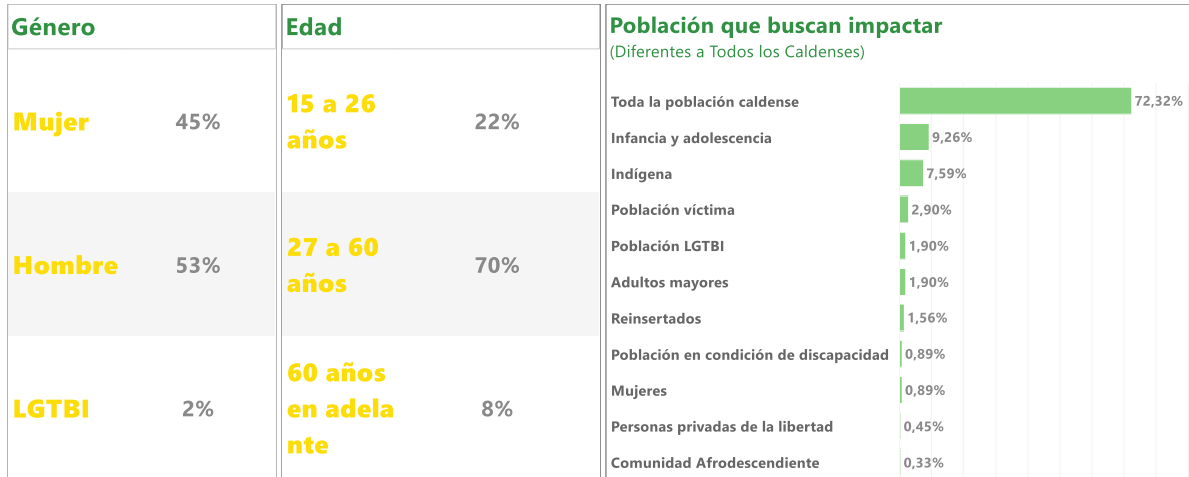 Género
Mujer 45%
Hombre 53%
LGTBI 2%
Edad
15 a 26
años 22%
27 a 60
años 70%
60 años
en adela
nte 8%
Población que buscan impactar
(Diferentes a Todos los Caldenses)
Toda la población caldense 72,32%
Infancia y adolescencia 9,26%
Indígena 7,59%
Población víctima 2,90%
Población LGTBI 1,90%
Adultos mayores 1,90%
Reinsertados 1,56%
Población en condición de discapacidad 0,89%
Mujeres 0,89%
Personas privadas de la libertad 0,45%
Comunidad Afrodescendiente 0,33%